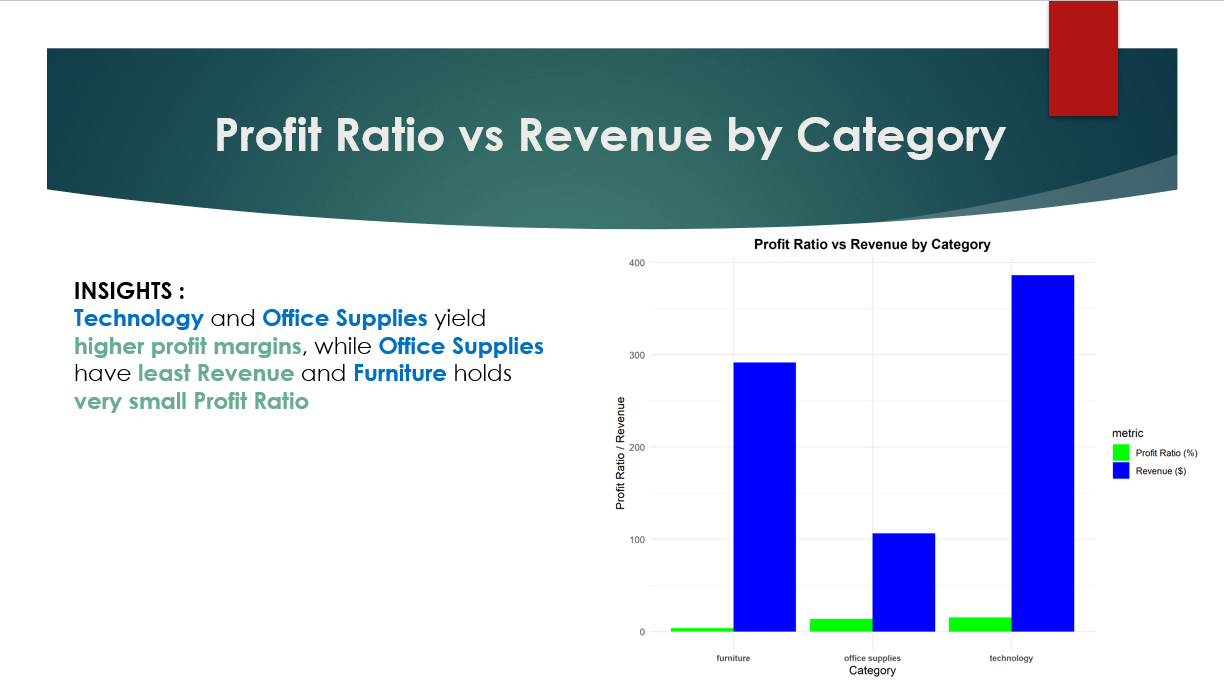 Profit Ratio vs Revenue by Category
INSIGHTS :
Technology and Office Supplies yield
higher profit margins, while Office Supplies
have least Revenue and Furniture holds
very small Profit Ratio
Profit Ratio vs Revenue by Category
Profit Ratio / Revenue
400
300
200
100
0
furniture
office supplies
technology
Category
metric
Profit Ratio (%)
Revenue ($)